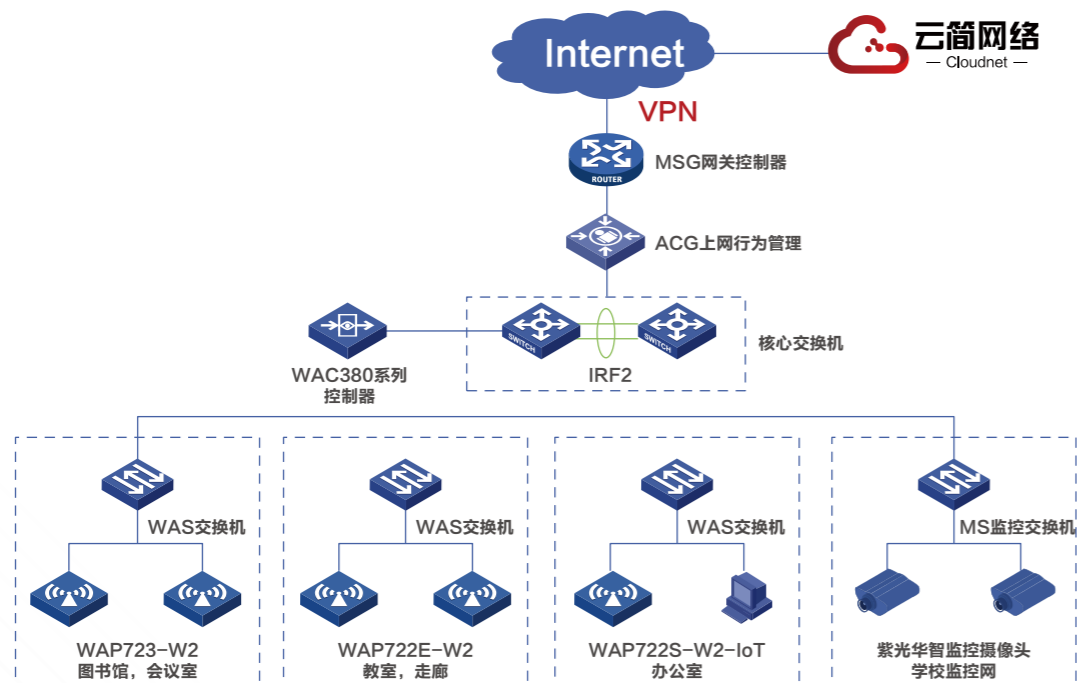 Internet
云简网络
— Cloudnet —
VPN
ROUTER
MSG网关控制器
ACG上网行为管理
SWITCH
SWITCH
IRF2
核心交换机
WAC380系列
控制器
WAS交换机
WAS交换机
WAS交换机
MS监控交换机
WAP723-W2
图书馆，会议室
WAP722E-W2
教室，走廊
WAP722S-W2-IoT
办公室
紫光华智监控摄像头
学校监控网